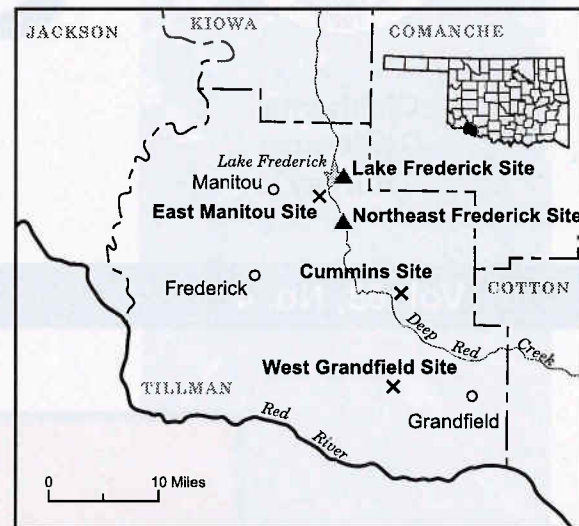 JACKSON
KIOWA
COMANCHE
Lake Frederick
Lake Frederick Site
Manitou
East Manitou Site
Northeast Frederick Site
Frederick
Cummins Site
COTTON
Deep Red Creek
West Grandfield Site
TILLMAN
Red River
Grandfield
0 10 Miles